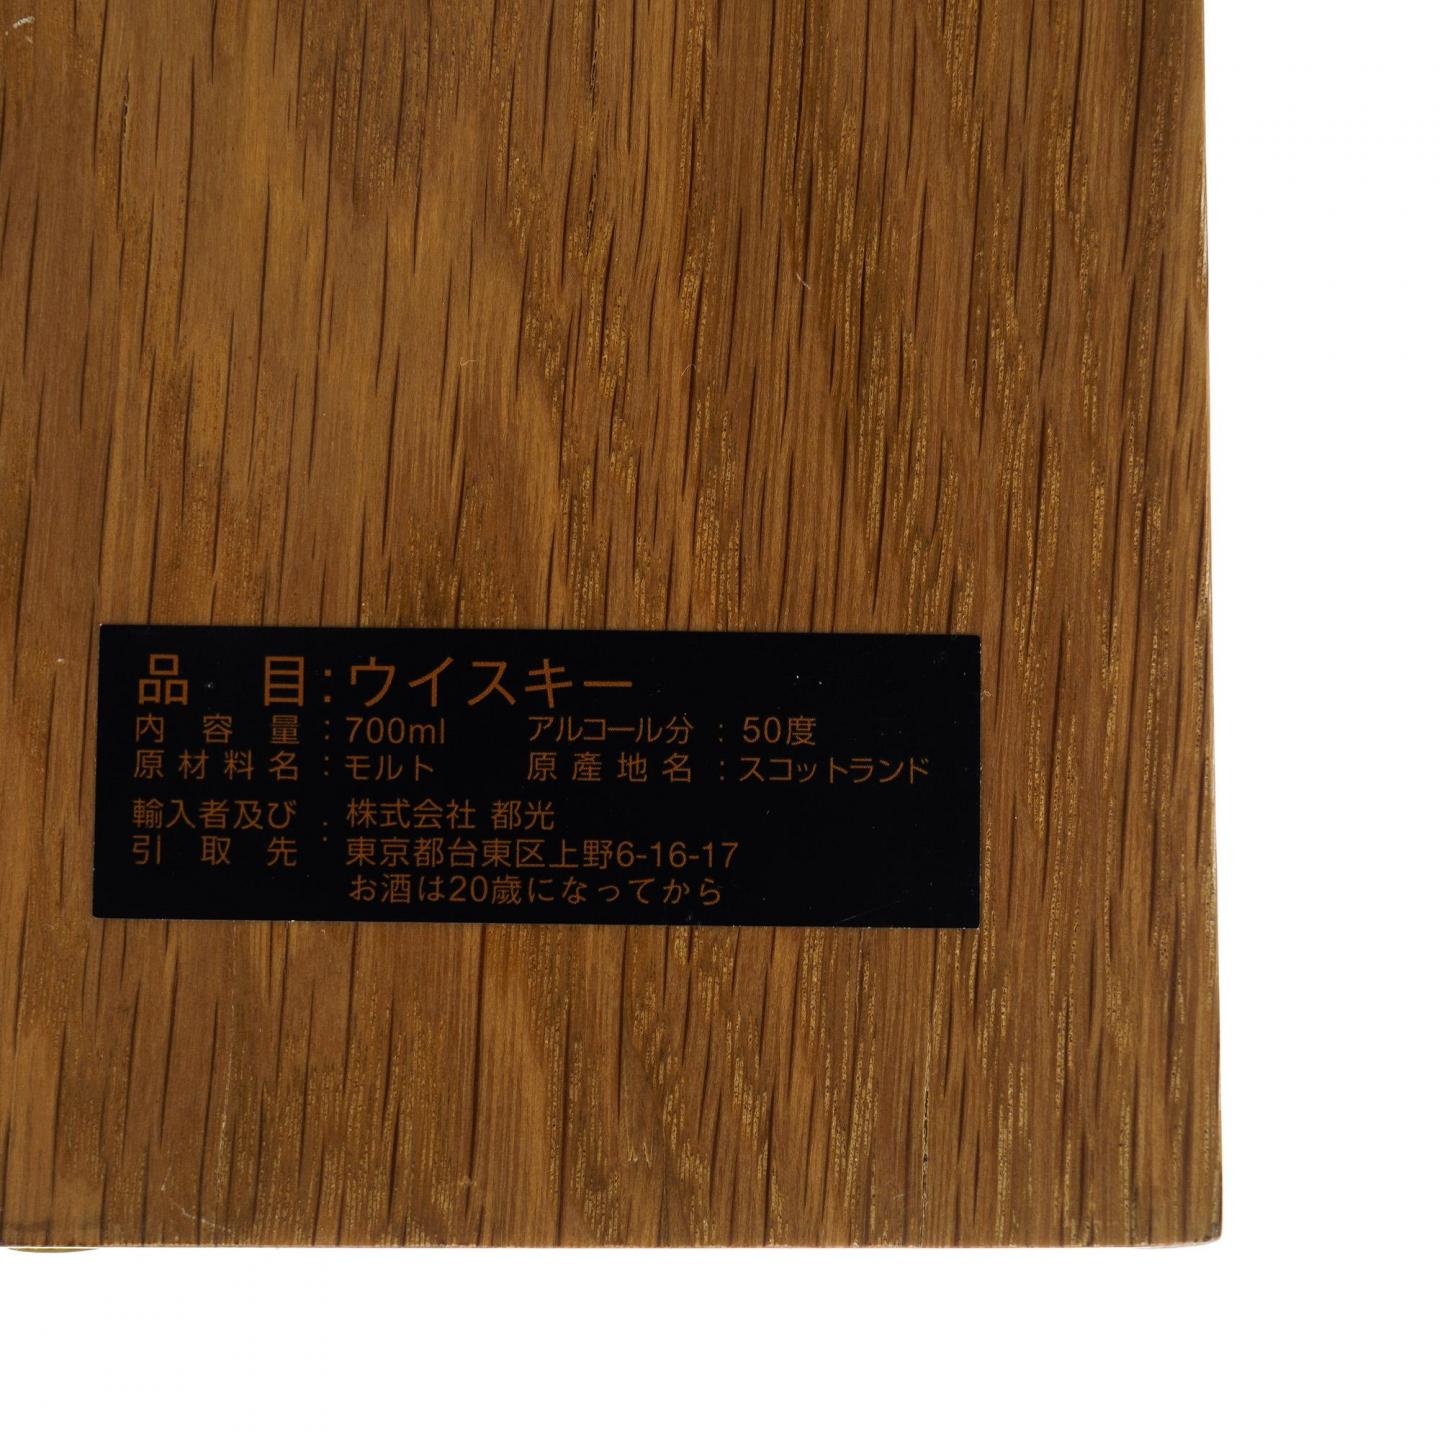 品 目:ウイスキー
内 容 量:700ml アルコール分:50度
原 材 料 名:モルト 原 産 地 名:スコットランド
輸入者及び:株式会社 都光
引 取 先 東京都台東区上野6-16-17
お酒は20歳になってから